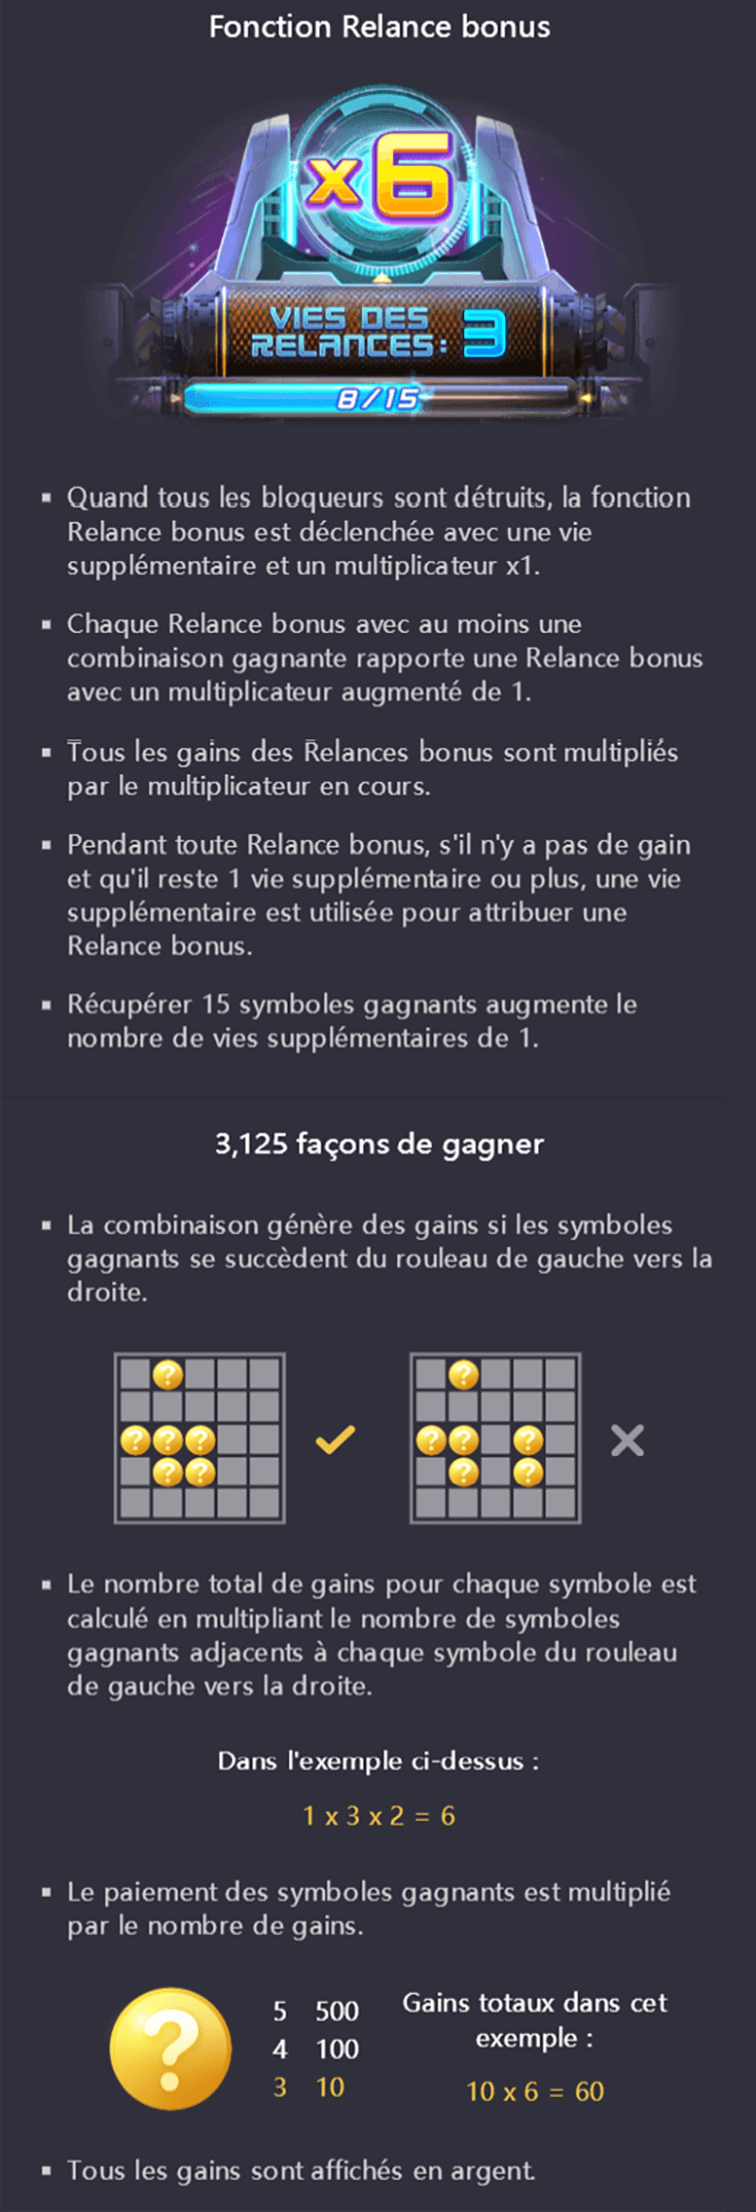 Fonction Relance bonus
x6
VIES DES
RELANCES: 3
8/15
▪ Quand tous les bloqueurs sont détruits, la fonction
Relance bonus est déclenchée avec une vie
supplémentaire et un multiplicateur x1.
▪ Chaque Relance bonus avec au moins une
combinaison gagnante rapporte une Relance bonus
avec un multiplicateur augmenté de 1.
▪ Tous les gains des Relances bonus sont multipliés
par le multiplicateur en cours.
▪ Pendant toute Relance bonus, s'il n'y a pas de gain
et qu'il reste 1 vie supplémentaire ou plus, une vie
supplémentaire est utilisée pour attribuer une
Relance bonus.
▪ Récupérer 15 symboles gagnants augmente le
nombre de vies supplémentaires de 1.
3,125 façons de gagner
▪ La combinaison génère des gains si les symboles
gagnants se succèdent du rouleau de gauche vers la
droite.
? ?
? ? ? ? ? ?
? ? ? ?
▪ Le nombre total de gains pour chaque symbole est
calculé en multipliant le nombre de symboles
gagnants adjacents à chaque symbole du rouleau
de gauche vers la droite.
Dans l'exemple ci-dessus :
1 x 3 x 2 = 6
▪ Le paiement des symboles gagnants est multiplié
par le nombre de gains.
?
5 500
4 100
3 10
Gains totaux dans cet
exemple :
10 x 6 = 60
▪ Tous les gains sont affichés en argent.